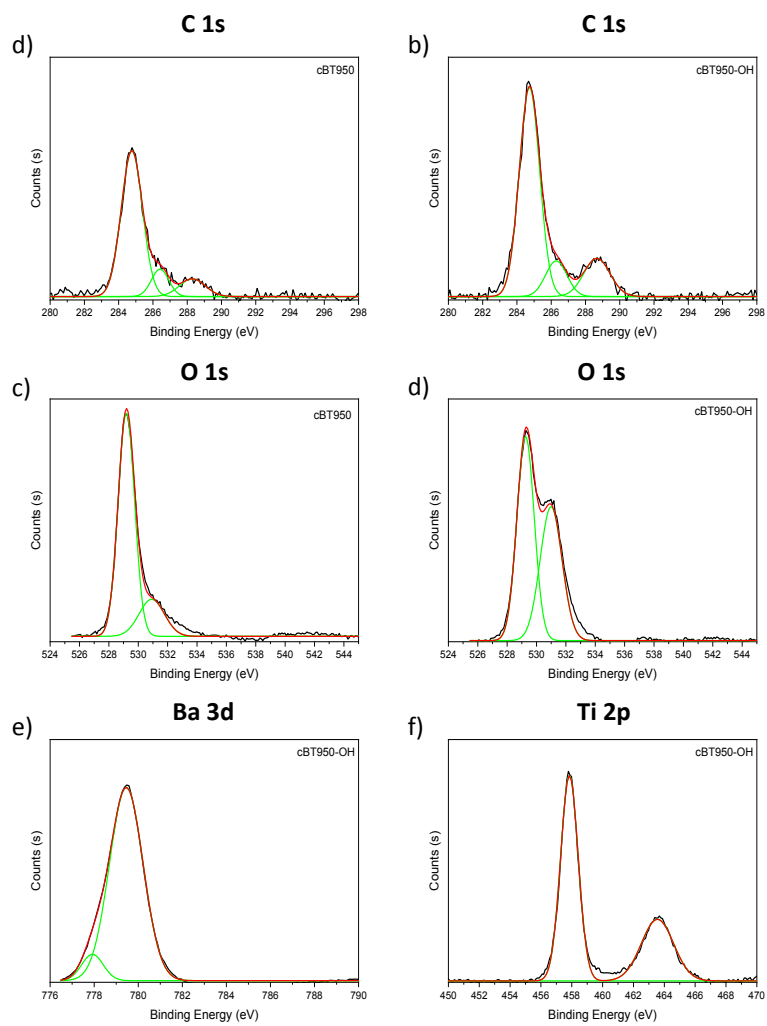 C 1s
d)
cBT950
Counts (s)
280 282 284 286 288 290 292 294 296 298
Binding Energy (eV)
C 1s
b)
cBT950-OH
Counts (s)
280 282 284 286 288 290 292 294 296 298
Binding Energy (eV)
O 1s
c)
cBT950
Counts (s)
524 526 528 530 532 534 536 538 540 542 544
Binding Energy (eV)
O 1s
d)
cBT950-OH
Counts (s)
524 526 528 530 532 534 536 538 540 542 544
Binding Energy (eV)
Ba 3d
e)
cBT950-OH
Counts (s)
776 778 780 782 784 786 788 790
Binding Energy (eV)
Ti 2p
f)
cBT950-OH
Counts (s)
450 452 454 456 458 460 462 464 466 468 470
Binding Energy (eV)